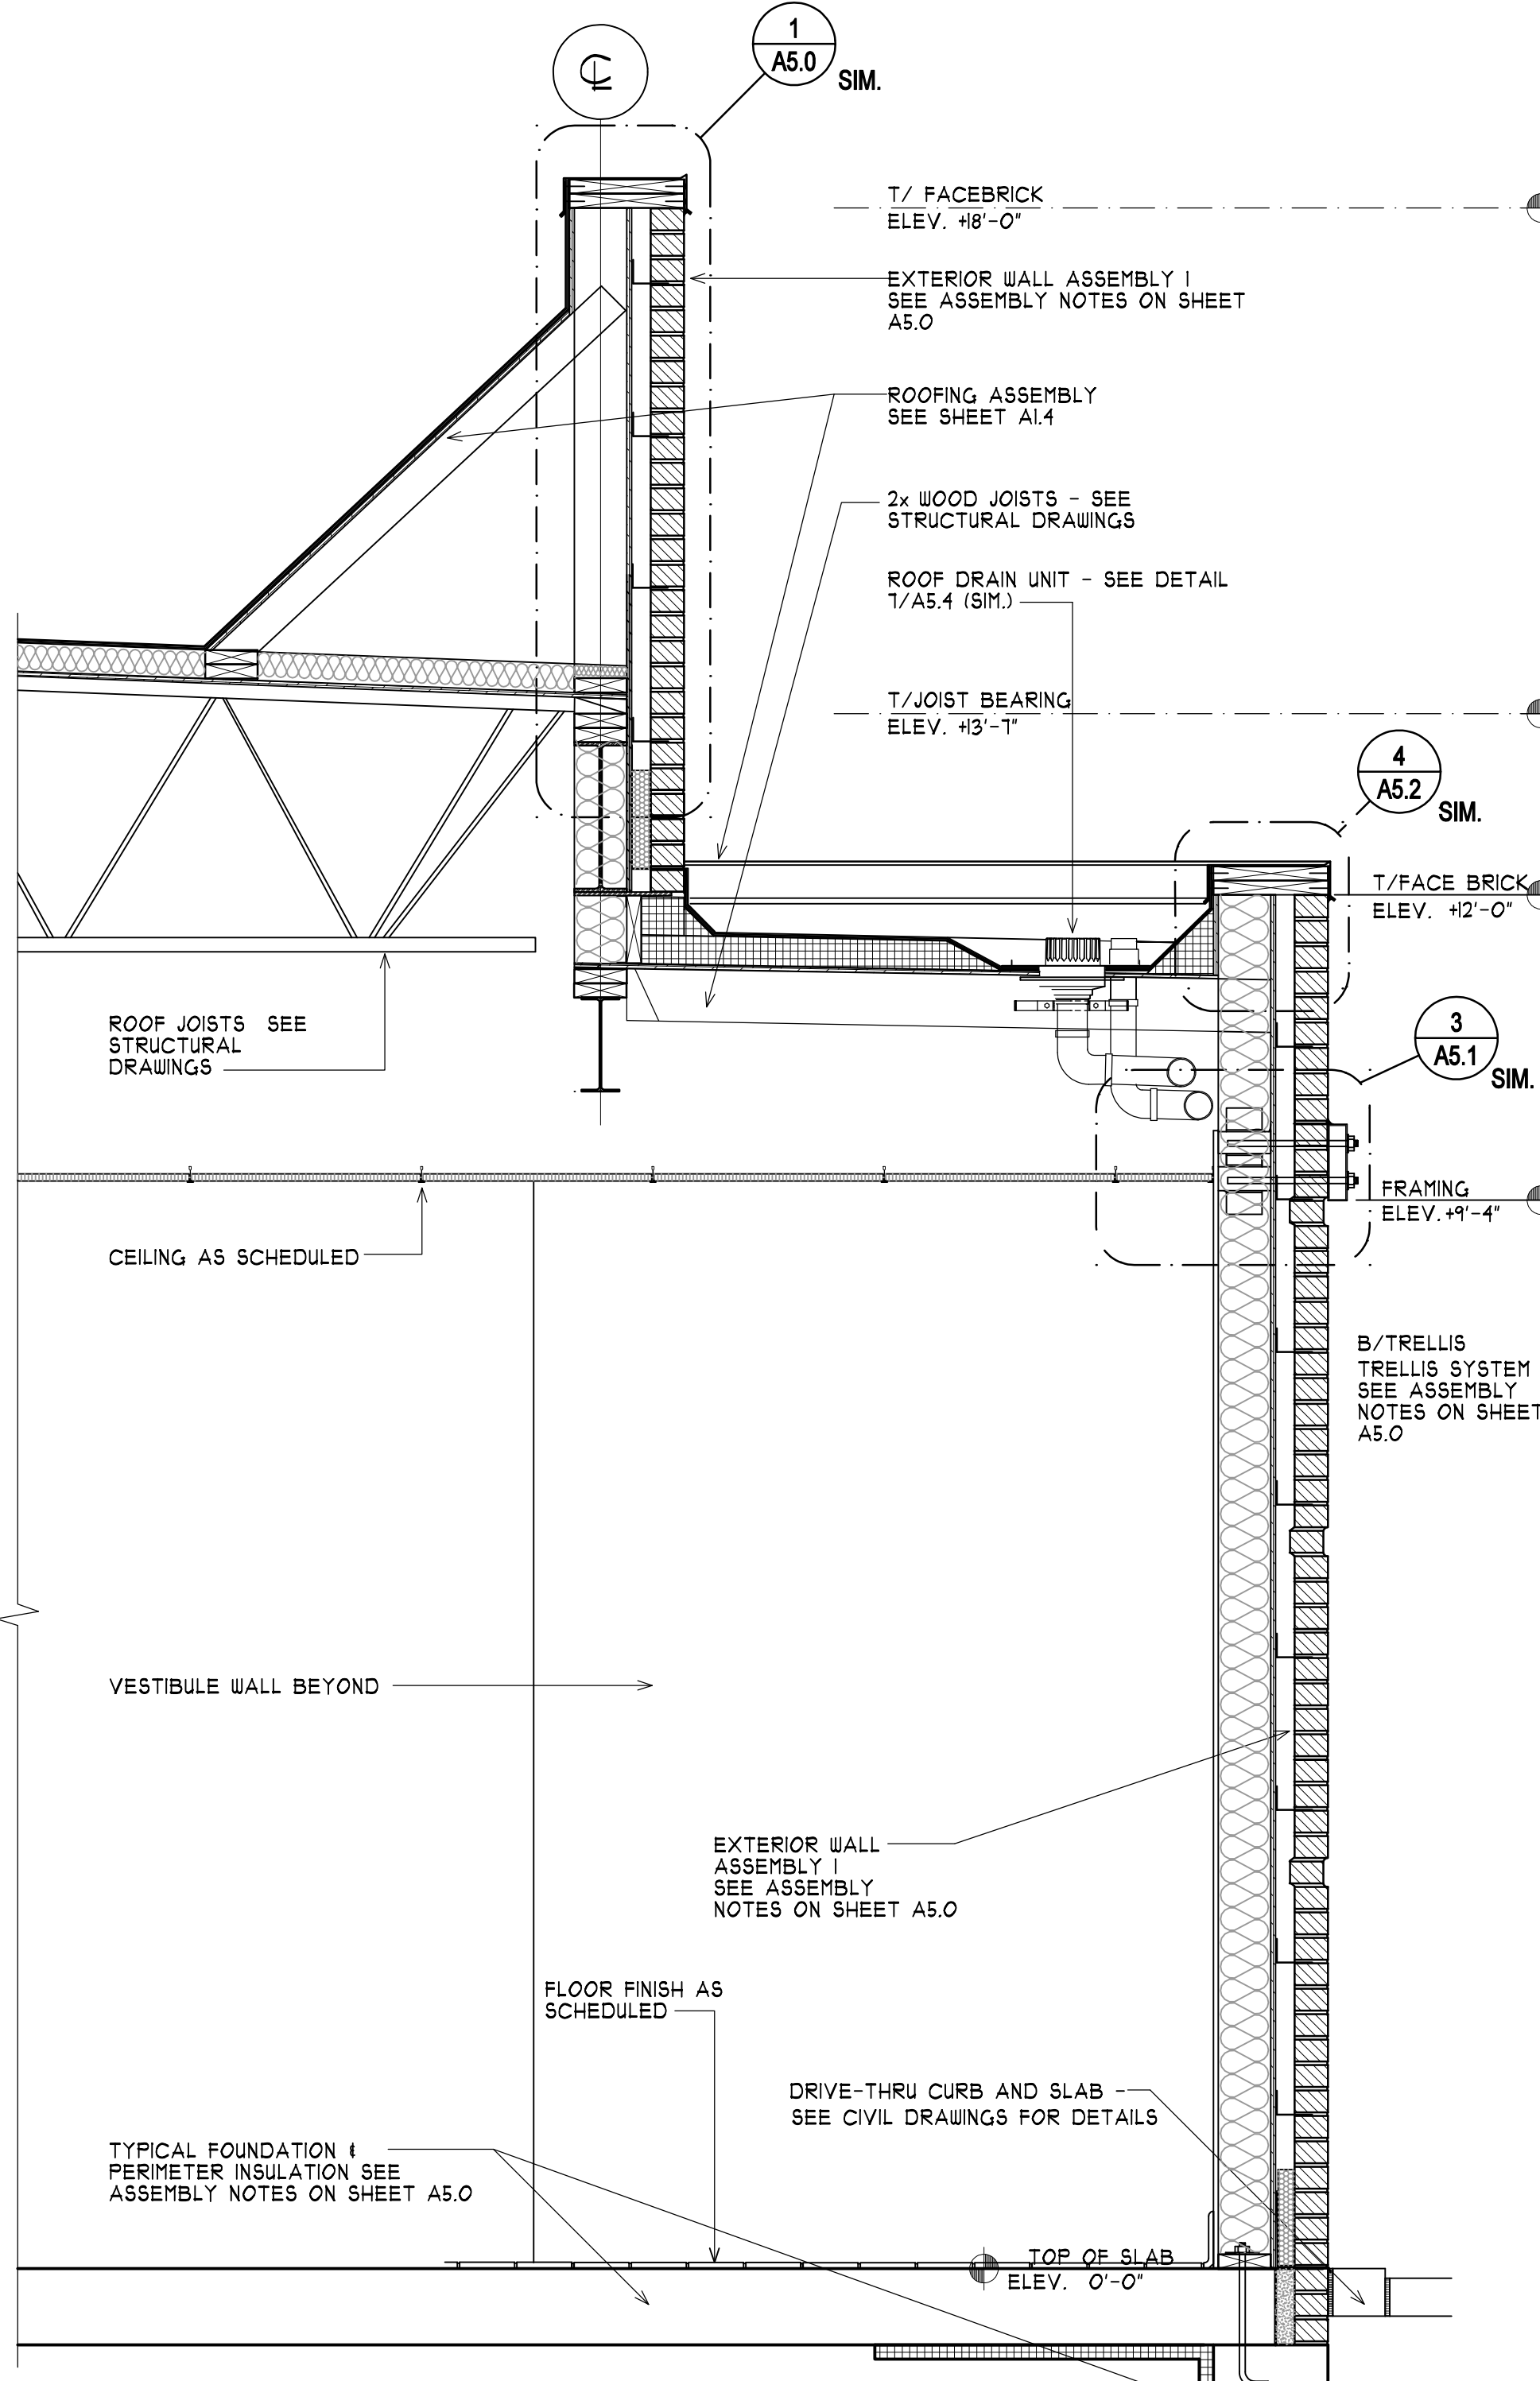 1
A5.0
SIM.
℄
T/ FACEBRICK
ELEV. +18'-0"
EXTERIOR WALL ASSEMBLY 1
SEE ASSEMBLY NOTES ON SHEET
A5.0
ROOFING ASSEMBLY
SEE SHEET A1.4
2x WOOD JOISTS - SEE
STRUCTURAL DRAWINGS
ROOF DRAIN UNIT - SEE DETAIL
7/A5.4 (SIM.)
T/JOIST BEARING
ELEV. +13'-7"
4
A5.2
SIM.
T/FACE BRICK
ELEV. +12'-0"
ROOF JOISTS SEE
STRUCTURAL
DRAWINGS
3
A5.1
SIM.
FRAMING
ELEV.+9'-4"
CEILING AS SCHEDULED
B/TRELLIS
TRELLIS SYSTEM
SEE ASSEMBLY
NOTES ON SHEET
A5.0
VESTIBULE WALL BEYOND
EXTERIOR WALL
ASSEMBLY 1
SEE ASSEMBLY
NOTES ON SHEET A5.0
FLOOR FINISH AS
SCHEDULED
DRIVE-THRU CURB AND SLAB -
SEE CIVIL DRAWINGS FOR DETAILS
TYPICAL FOUNDATION &
PERIMETER INSULATION SEE
ASSEMBLY NOTES ON SHEET A5.0
TOP OF SLAB
ELEV. 0'-0"